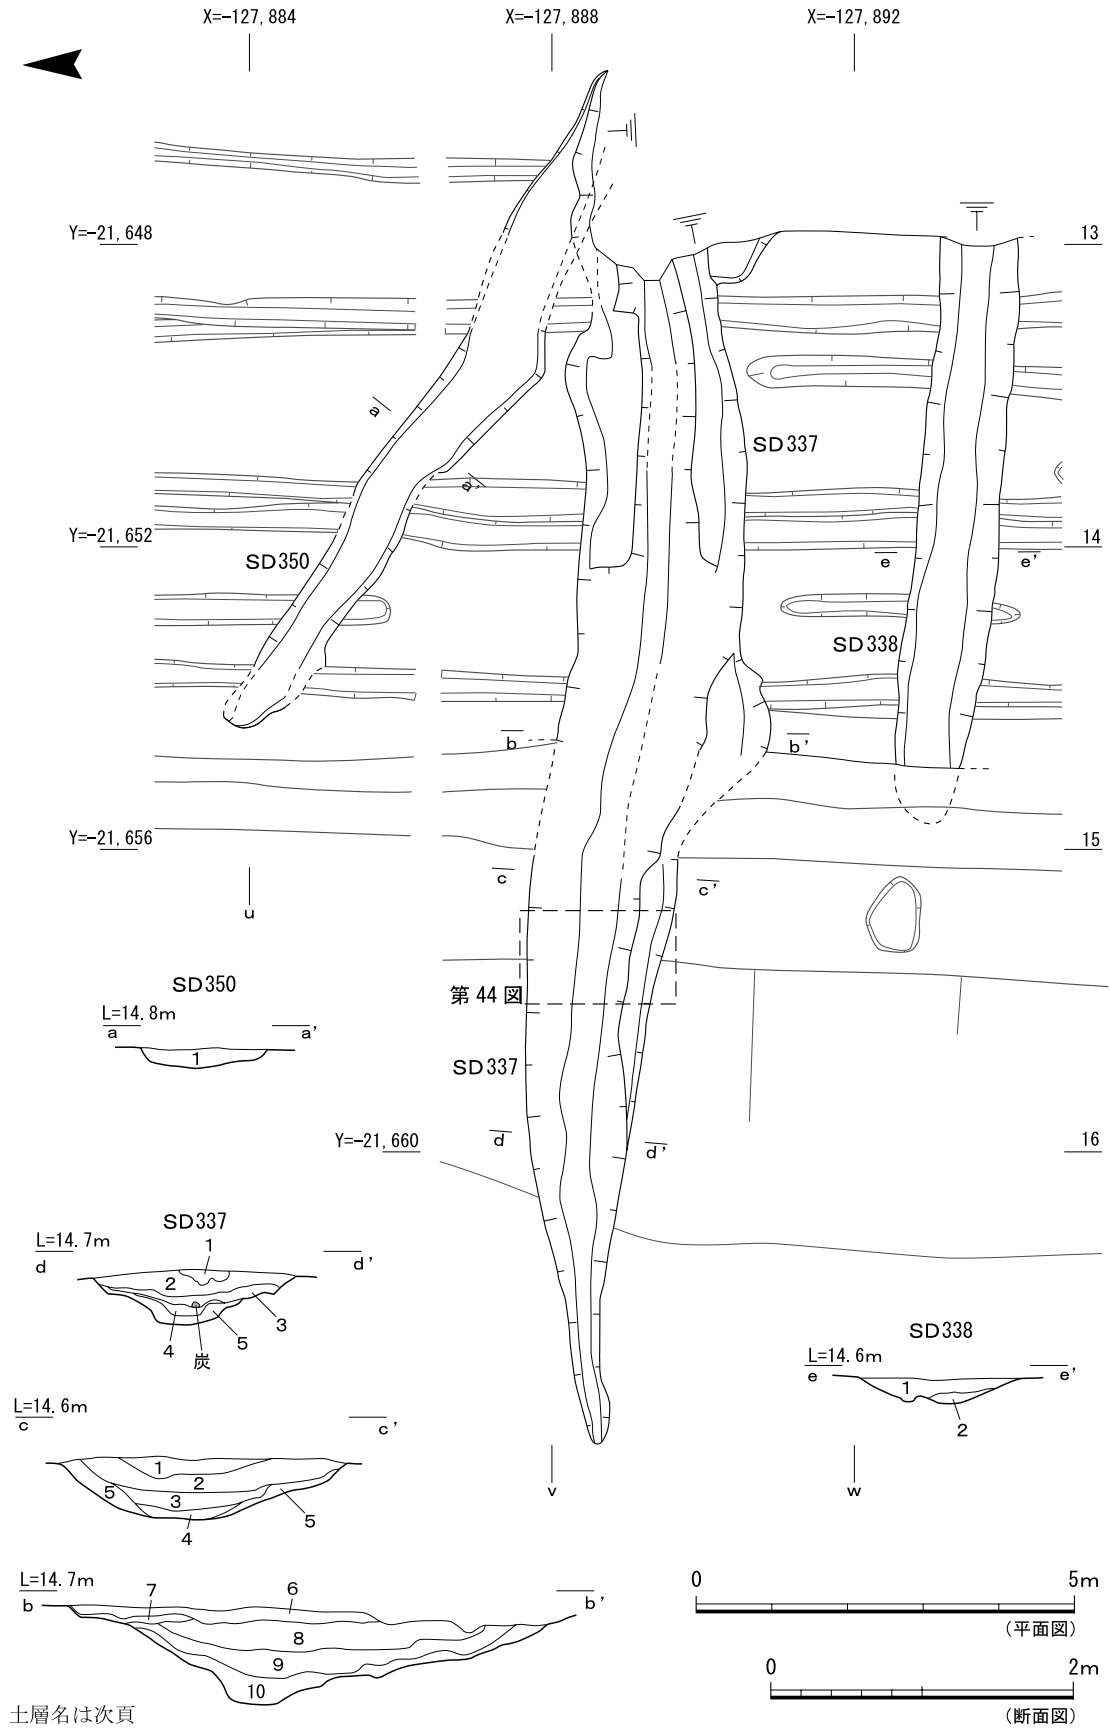 X=-127,884
X=-127,888
X=-127,892
Y=-21,648
13
a
SD337
a'
Y=-21,652
14
SD350
e
e'
SD338
b
b'
Y=-21,656
15
c
c'
u
SD350
第44図
L=14.8m
a
a'
1
SD337
Y=-21,660
d
d'
16
SD337
L=14.7m
1
d
d'
2
3
4
5
炭
SD338
L=14.6m
e
e'
1
2
L=14.6m
c
c'
1
2
5
3
5
4
v
w
L=14.7m
b
b'
7
6
8
9
10
0
5m
(平面図)
0
2m
(断面図)
土層名は次頁